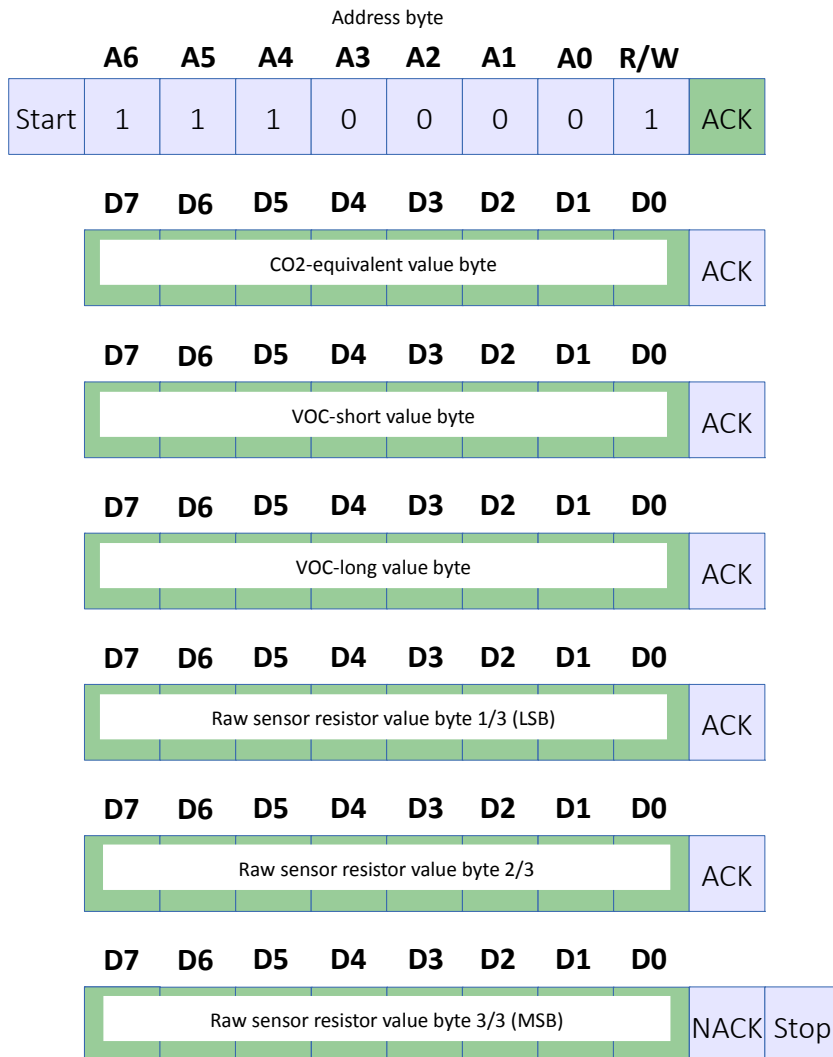 Address byte
A6 A5 A4 A3 A2 A1 A0 R/W
Start 1 1 1 0 0 0 0 1 ACK
D7 D6 D5 D4 D3 D2 D1 D0
CO2-equivalent value byte ACK
D7 D6 D5 D4 D3 D2 D1 D0
VOC-short value byte ACK
D7 D6 D5 D4 D3 D2 D1 D0
VOC-long value byte ACK
D7 D6 D5 D4 D3 D2 D1 D0
Raw sensor resistor value byte 1/3 (LSB) ACK
D7 D6 D5 D4 D3 D2 D1 D0
Raw sensor resistor value byte 2/3 ACK
D7 D6 D5 D4 D3 D2 D1 D0
Raw sensor resistor value byte 3/3 (MSB) NACK Stop